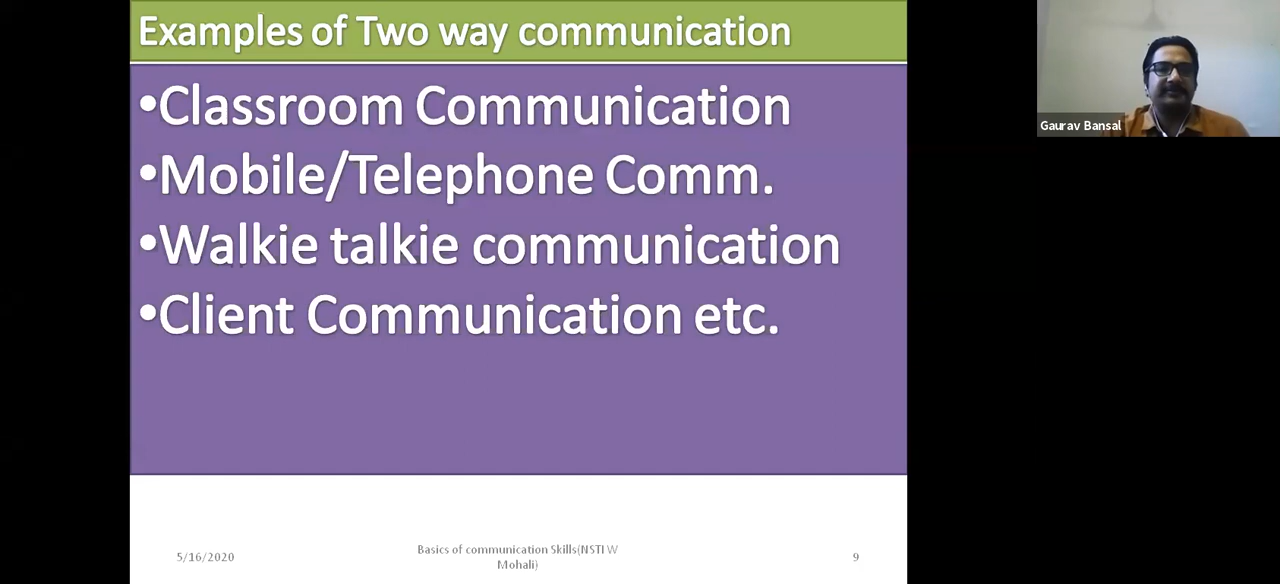 Examples of Two way communication
•Classroom Communication
•Mobile/Telephone Comm.
•Walkie talkie communication
•Client Communication etc.
Gaurav Bansal
5/16/2020
Basics of communication Skills(NSTI W
Mohali)
9